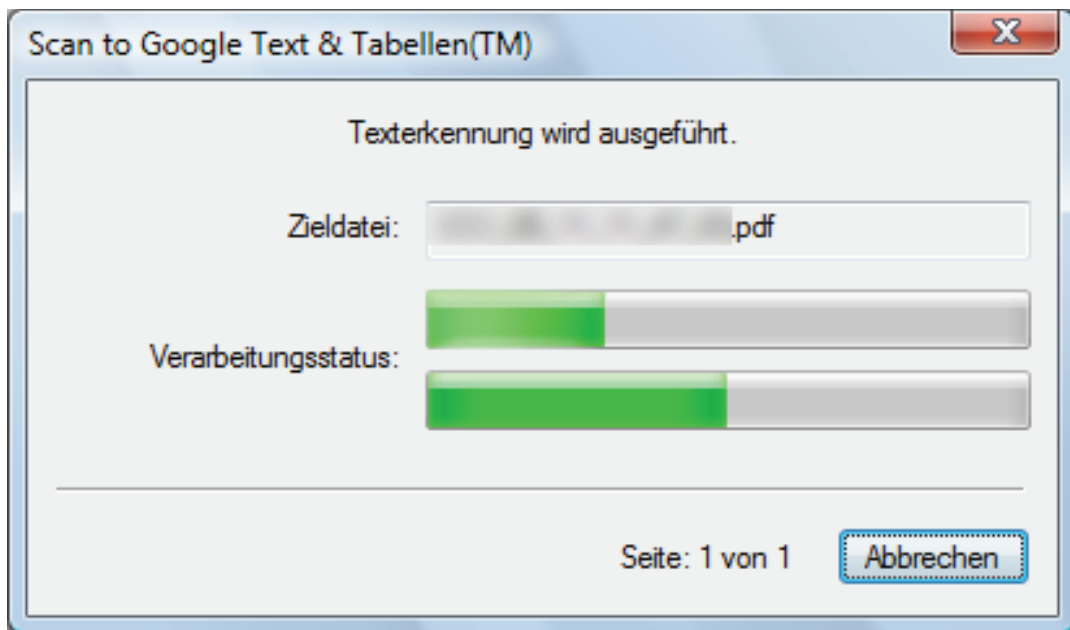 Scan to Google Text & Tabellen(TM)
Texterkennung wird ausgeführt.
Zieldatei: .pdf
Verarbeitungsstatus:
Seite: 1 von 1 Abbrechen